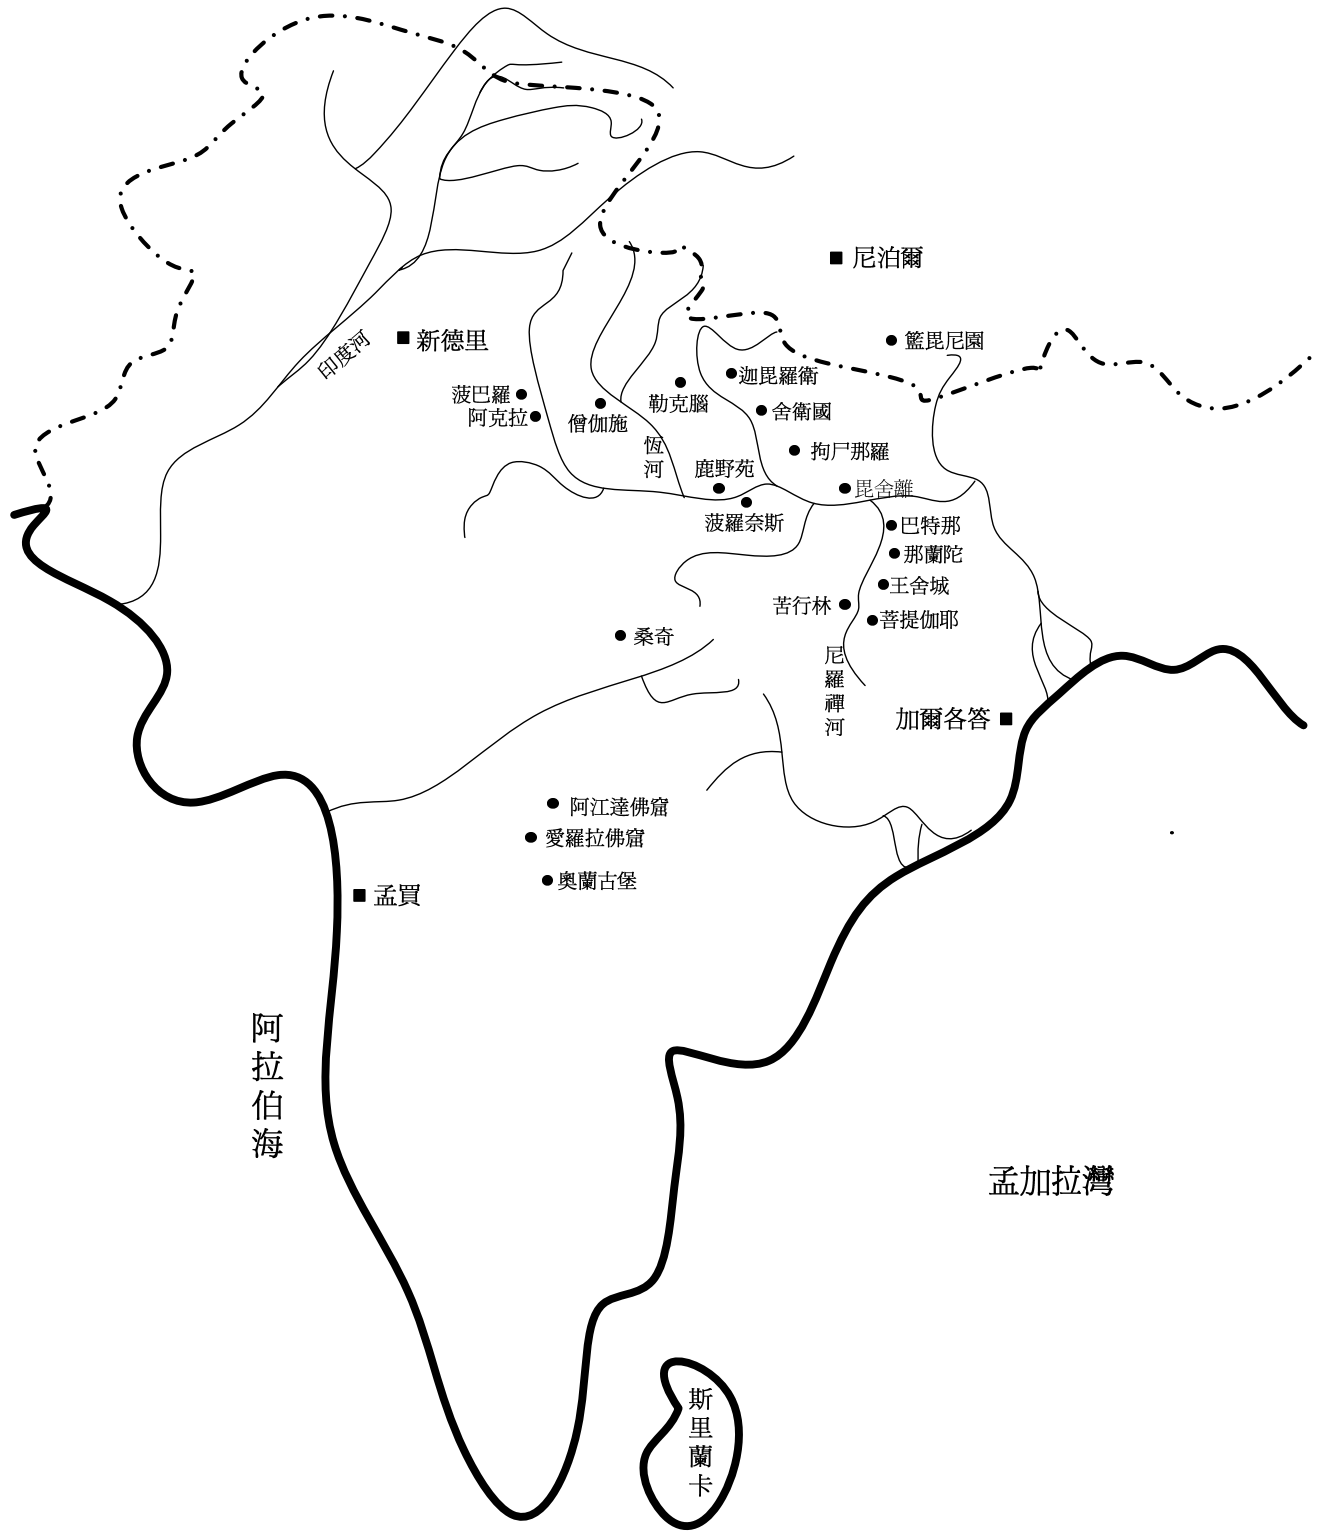 尼泊爾
新德里
印度河
籃毘尼園
迦毘羅衛
菠巴羅
勒克腦
舍衛國
阿克拉
僧伽施
恆河
拘尸那羅
鹿野苑
毘舍離
菠羅奈斯
巴特那
那蘭陀
王舍城
苦行林
菩提伽耶
桑奇
尼羅禪河
加爾各答
阿江達佛窟
愛羅拉佛窟
奧蘭古堡
孟買
阿拉伯海
孟加拉灣
斯里蘭卡